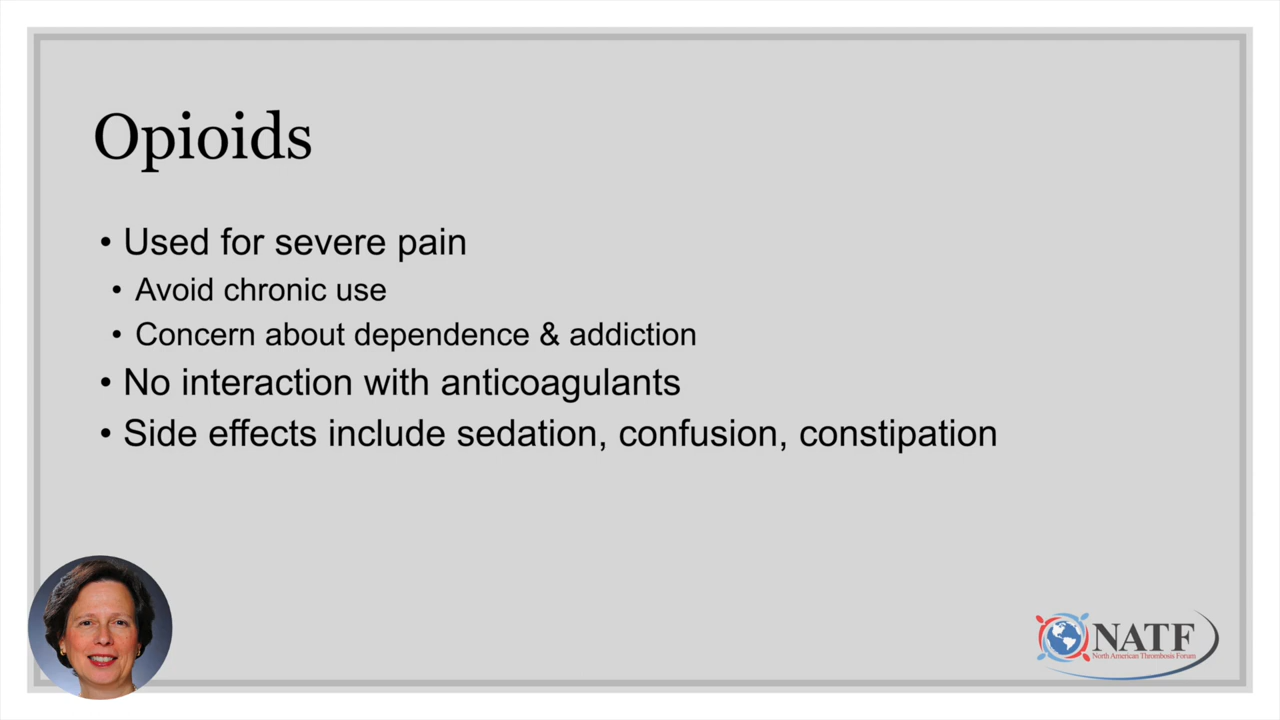 Opioids
• Used for severe pain
• Avoid chronic use
• Concern about dependence & addiction
• No interaction with anticoagulants
• Side effects include sedation, confusion, constipation
NATF
North American Thrombosis Forum